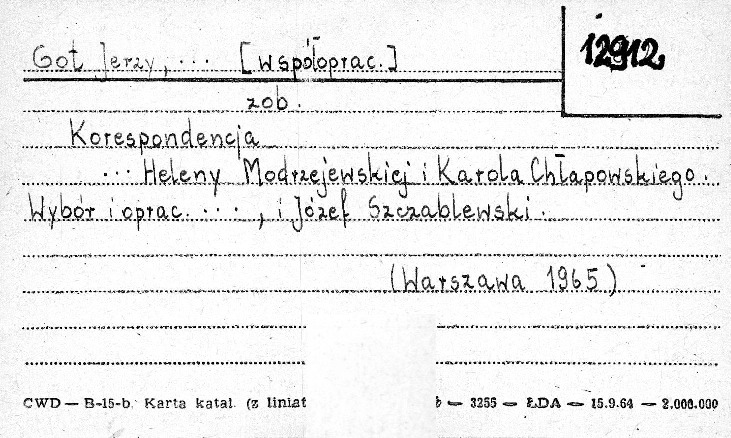 12912
Got Jerzy, ... [współoprac.]
zob.
Korespondencja
... Heleny Modrzejewskiej i Karola Chłapowskiego.
Wybór i oprac. ... , i Józef Szczablewski.
(Warszawa 1965)
CWD — B-15-b. Karta katal. (z liniat b — 3255 — ŁDA — 15.9.64 — 2.000.000